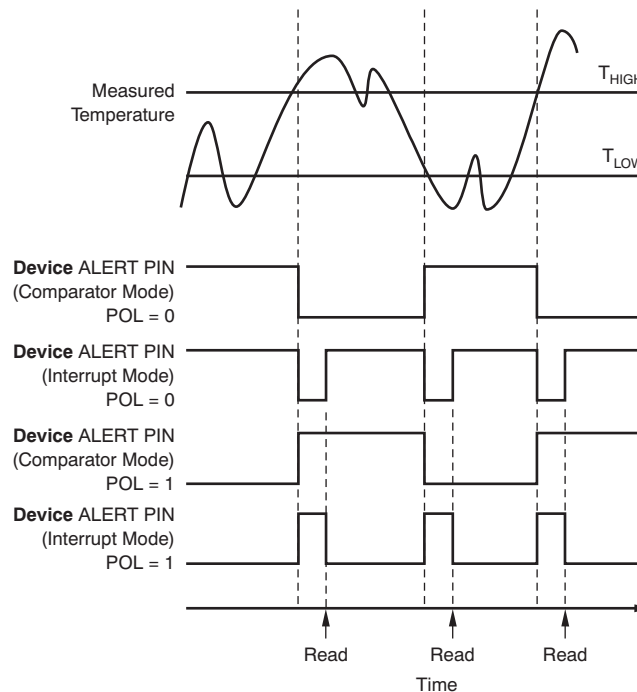 Measured
Temperature
THIGH
TLOW
Device ALERT PIN
(Comparator Mode)
POL = 0
Device ALERT PIN
(Interrupt Mode)
POL = 0
Device ALERT PIN
(Comparator Mode)
POL = 1
Device ALERT PIN
(Interrupt Mode)
POL = 1
Read Read Read
Time